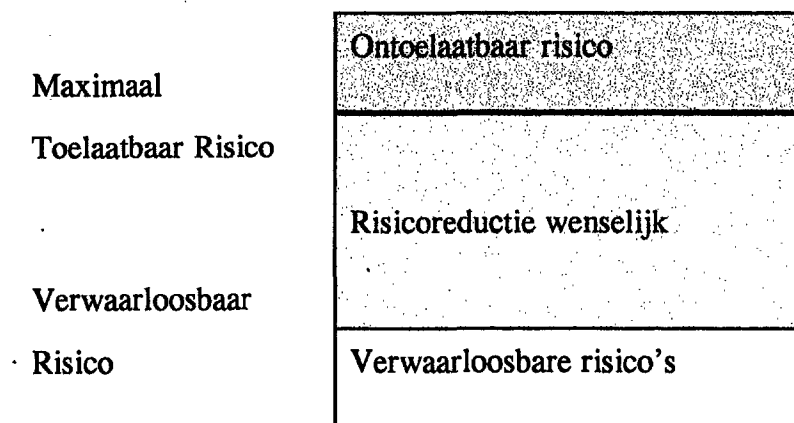 Ontoelaatbaar risico
Maximaal
Toelaatbaar Risico
Risicoreductie wenselijk
Verwaarloosbaar
Risico
Verwaarloosbare risico's